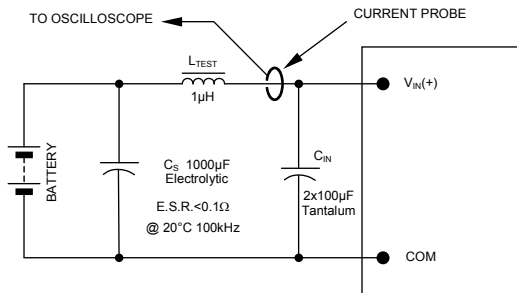 TO OSCILLOSCOPE
CURRENT PROBE
LTEST
1µH
VIN(+)
BATTERY
CS 1000µF
Electrolytic
E.S.R.<0.1Ω
@ 20°C 100kHz
CIN
2x100µF
Tantalum
COM